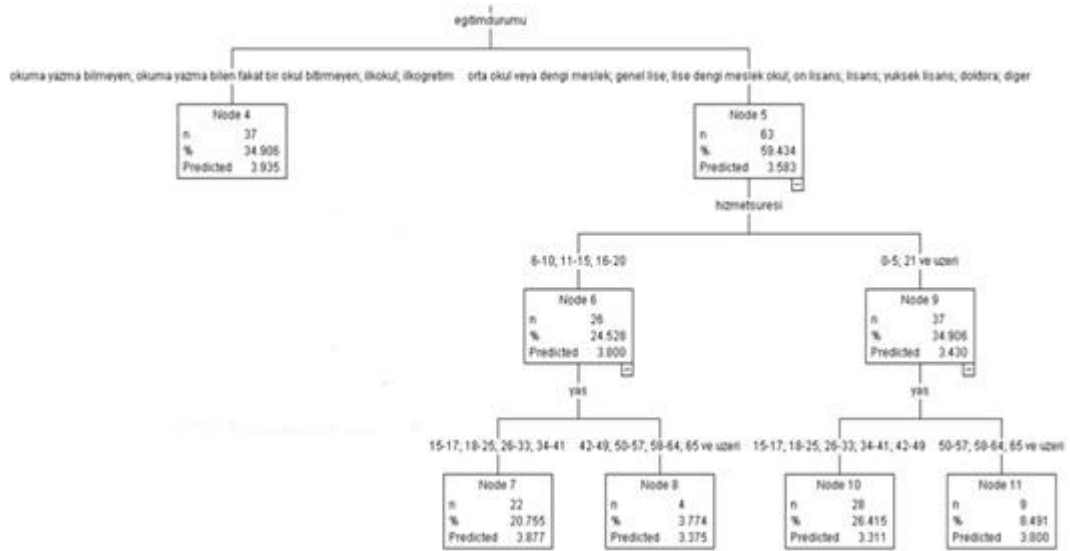 egitimdurumu
okuma yazma bilmeyen; okuma yazma bilen fakat bir okul bitirmeyen; ilkokul; ilkogretim
orta okul veya dengi meslek; genel lise; lise dengi meslek okul; on lisans; lisans; yuksek lisans; doktora; diger
Node 4
n 37
% 34.906
Predicted 3.935
Node 5
n 63
% 59.434
Predicted 3.583
hizmetsuresi
6-10; 11-15; 16-20
0-5; 21 ve uzeri
Node 6
n 26
% 24.528
Predicted 3.800
Node 9
n 37
% 34.906
Predicted 3.430
yas
yas
15-17; 18-25; 26-33; 34-41
42-49; 50-57; 58-64; 65 ve uzeri
15-17; 18-25; 26-33; 34-41; 42-49
50-57; 58-64; 65 ve uzeri
Node 7
n 22
% 20.755
Predicted 3.877
Node 8
n 4
% 3.774
Predicted 3.375
Node 10
n 28
% 26.415
Predicted 3.311
Node 11
n 9
% 8.491
Predicted 3.800